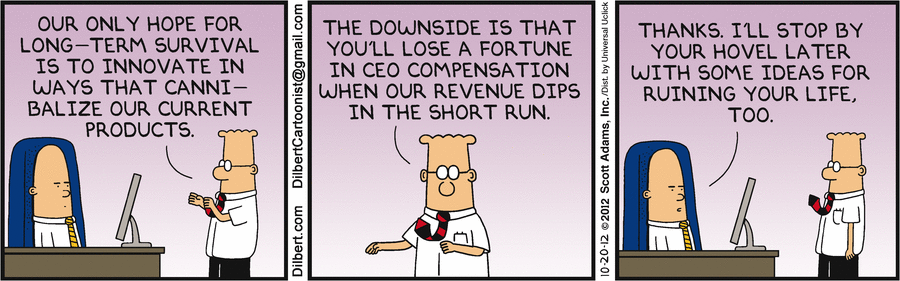 OUR ONLY HOPE FOR
LONG-TERM SURVIVAL
IS TO INNOVATE IN
WAYS THAT CANNI-
BALIZE OUR CURRENT
PRODUCTS.
Dilbert.com DilbertCartoonist@gmail.com
THE DOWNSIDE IS THAT
YOU'LL LOSE A FORTUNE
IN CEO COMPENSATION
WHEN OUR REVENUE DIPS
IN THE SHORT RUN.
10-20-12 ©2012 Scott Adams, Inc. /Dist. by Universal Uclick
THANKS. I'LL STOP BY
YOUR HOVEL LATER
WITH SOME IDEAS FOR
RUINING YOUR LIFE,
TOO.